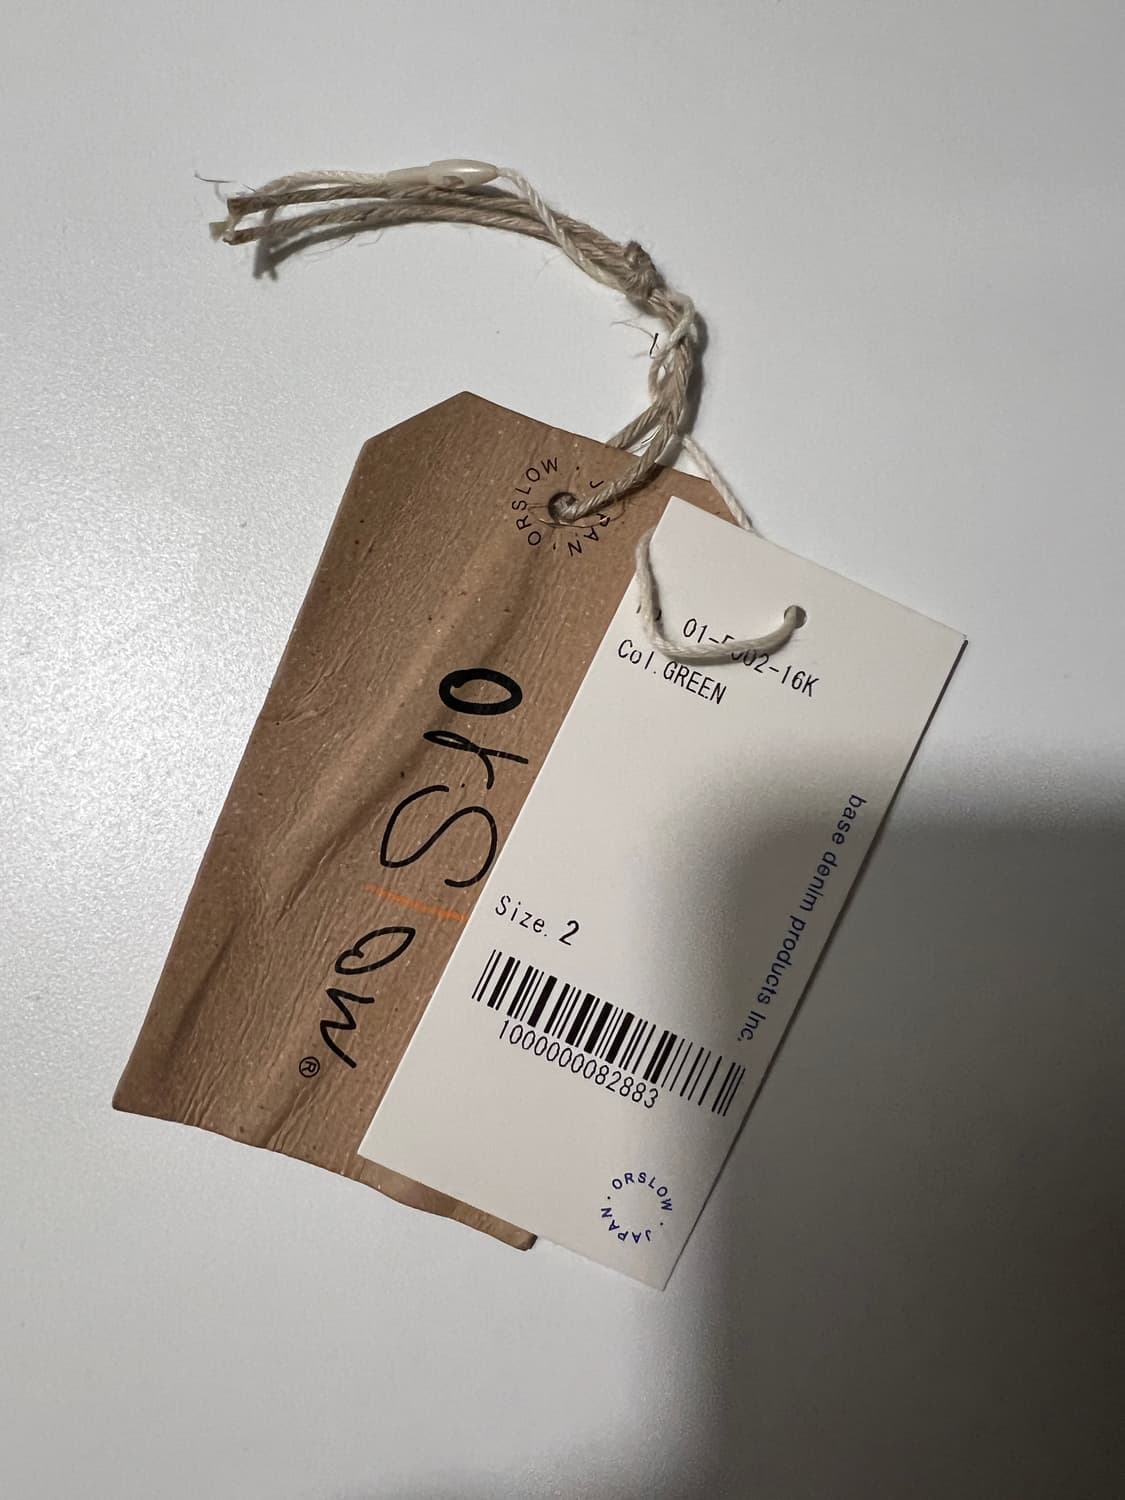 ORSLOW · JAPAN ·
orSlow®
01-5002-16K
Col.GREEN
Size. 2
1000000082883
base denim products Inc.
ORSLOW · JAPAN ·